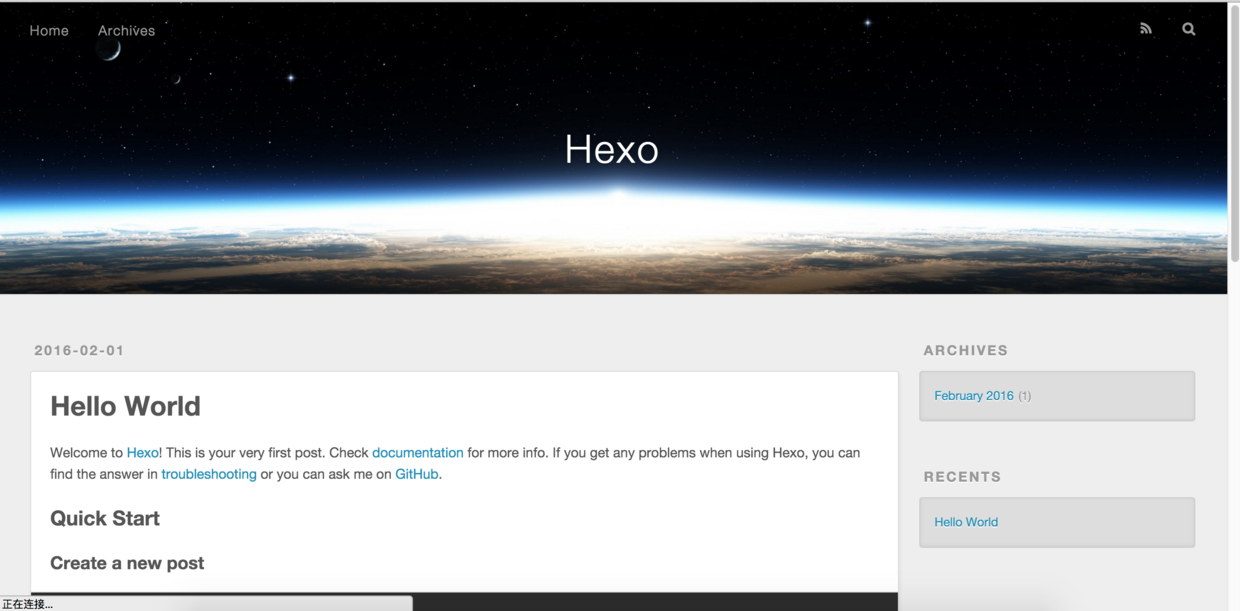 Home Archives
Hexo
2016-02-01
Hello World
Welcome to Hexo! This is your very first post. Check documentation for more info. If you get any problems when using Hexo, you can
find the answer in troubleshooting or you can ask me on GitHub.
Quick Start
Create a new post
ARCHIVES
February 2016 (1)
RECENTS
Hello World
正在连接...